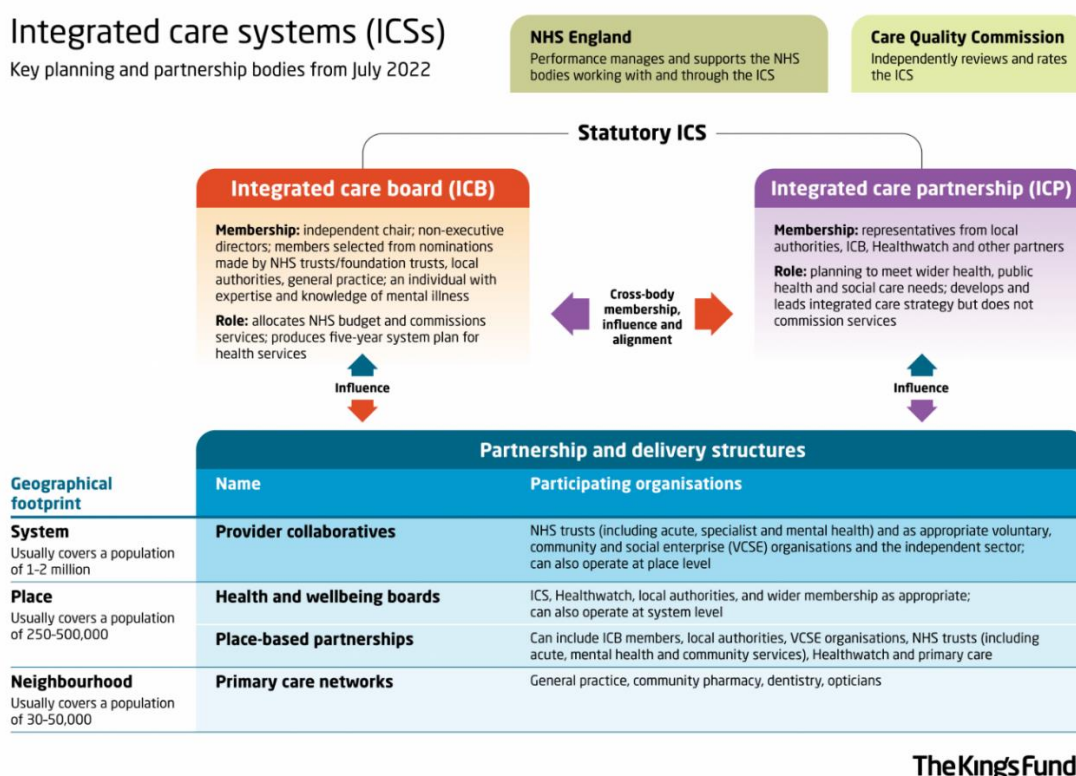 Integrated care systems (ICSs)
Key planning and partnership bodies from July 2022
NHS England
Performance manages and supports the NHS
bodies working with and through the ICS
Care Quality Commission
Independently reviews and rates
the ICS
Statutory ICS
Integrated care board (ICB)
Membership: independent chair; non-executive
directors; members selected from nominations
made by NHS trusts/foundation trusts, local
authorities, general practice; an individual with
expertise and knowledge of mental illness
Role: allocates NHS budget and commissions
services; produces five-year system plan for
health services
Cross-body
membership,
influence and
alignment
Integrated care partnership (ICP)
Membership: representatives from local
authorities, ICB, Healthwatch and other partners
Role: planning to meet wider health, public
health and social care needs; develops and
leads integrated care strategy but does not
commission services
Influence
Influence
Partnership and delivery structures
Geographical
footprint
Name
Participating organisations
System
Usually covers a population
of 1-2 million
Provider collaboratives
NHS trusts (including acute, specialist and mental health) and as appropriate voluntary,
community and social enterprise (VCSE) organisations and the independent sector;
can also operate at place level
Place
Usually covers a population
of 250-500,000
Health and wellbeing boards
ICS, Healthwatch, local authorities, and wider membership as appropriate;
can also operate at system level
Place-based partnerships
Can include ICB members, local authorities, VCSE organisations, NHS trusts (including
acute, mental health and community services), Healthwatch and primary care
Neighbourhood
Usually covers a population
of 30-50,000
Primary care networks
General practice, community pharmacy, dentistry, opticians
The King's Fund